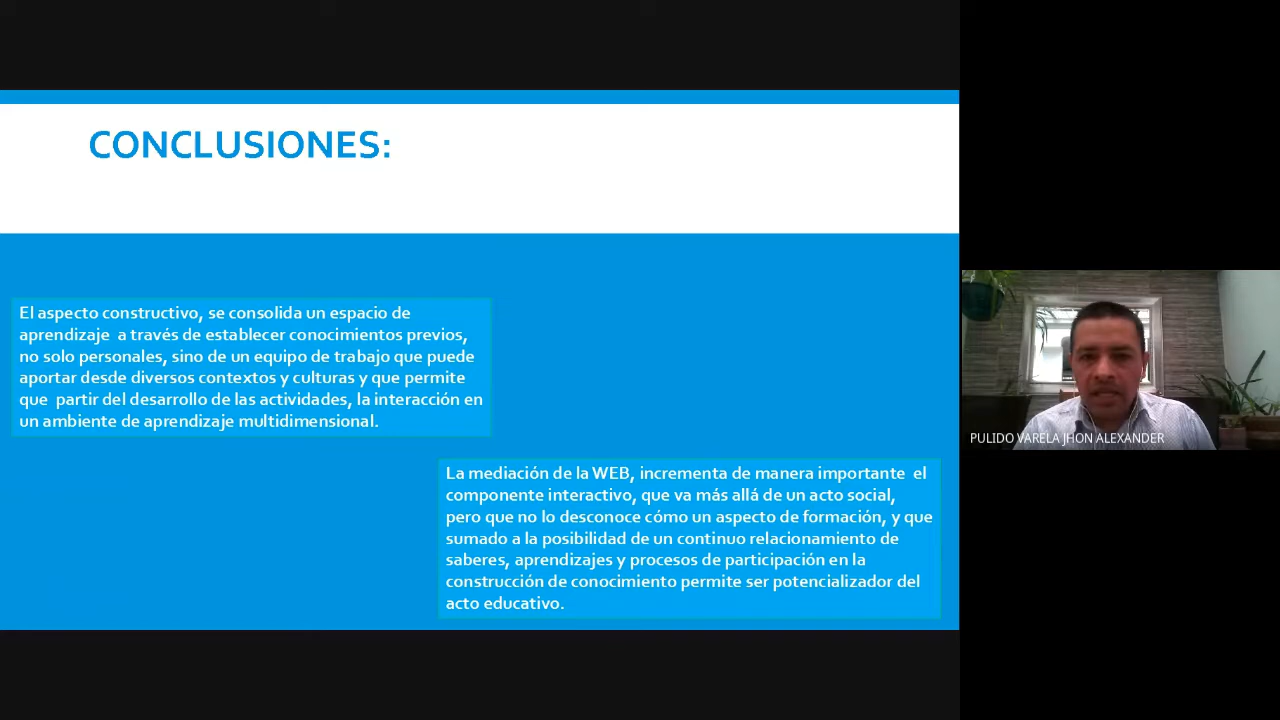 CONCLUSIONES:
El aspecto constructivo, se consolida un espacio de
aprendizaje a través de establecer conocimientos previos,
no solo personales, sino de un equipo de trabajo que puede
aportar desde diversos contextos y culturas y que permite
que partir del desarrollo de las actividades, la interacción en
un ambiente de aprendizaje multidimensional.
La mediación de la WEB, incrementa de manera importante el
componente interactivo, que va más allá de un acto social,
pero que no lo desconoce cómo un aspecto de formación, y que
sumado a la posibilidad de un continuo relacionamiento de
saberes, aprendizajes y procesos de participación en la
construcción de conocimiento permite ser potencializador del
acto educativo.
PULIDO VARELA JHON ALEXANDER